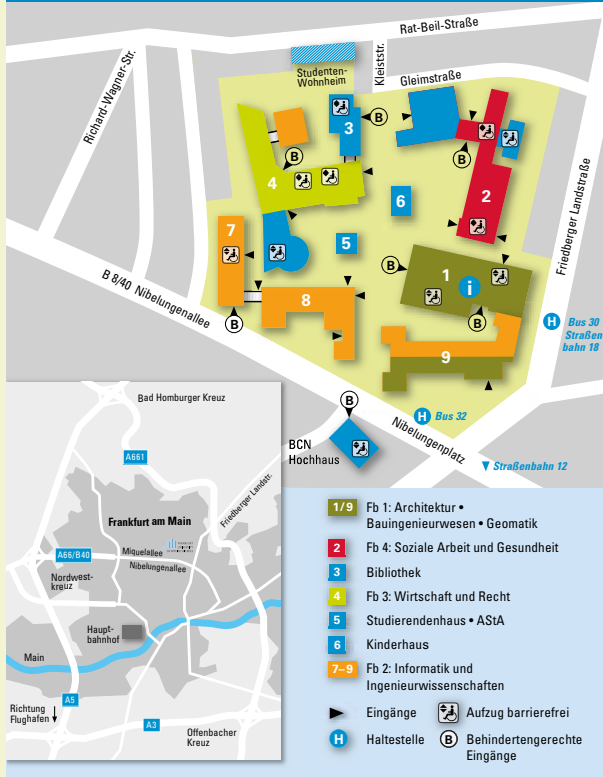 Rat-Beil-Straße
Richard-Wagner-Str.
Studenten-
Wohnheim
Kleiststr.
Gleimstraße
3
B
B
B
4
2
6
7
5
Friedberger Landstraße
B
1
i
B 8/40 Nibelungenallee
8
B
B
H Bus 30
Straßen
bahn 18
9
B
H Bus 32
Nibelungenplatz
BCN
Hochhaus
Straßenbahn 12
Bad Homburger Kreuz
A661
Friedberger Landstr.
Frankfurt am Main
A66/B40
Miquelallee
Nibelungenallee
Nordwest-
kreuz
Haupt-
bahnhof
Main
A5
Richtung
Flughafen
A3
Offenbacher
Kreuz
1/9 Fb 1: Architektur •
Bauingenieurwesen • Geomatik
2 Fb 4: Soziale Arbeit und Gesundheit
3 Bibliothek
4 Fb 3: Wirtschaft und Recht
5 Studierendenhaus • AStA
6 Kinderhaus
7–9 Fb 2: Informatik und
Ingenieurwissenschaften
Eingänge
Aufzug barrierefrei
H Haltestelle
B Behindertengerechte
Eingänge